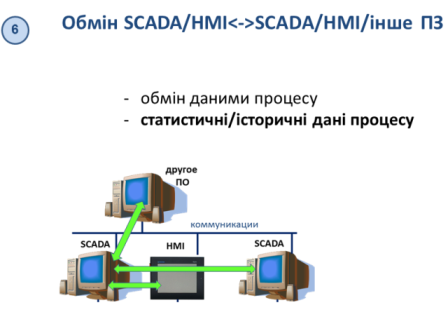 6
Обмін SCADA/HMI<->SCADA/HMI/інше ПЗ
- обмін даними процесу
- статистичні/історичні дані процесу
другое
ПО
коммуникации
SCADA
HMI
SCADA